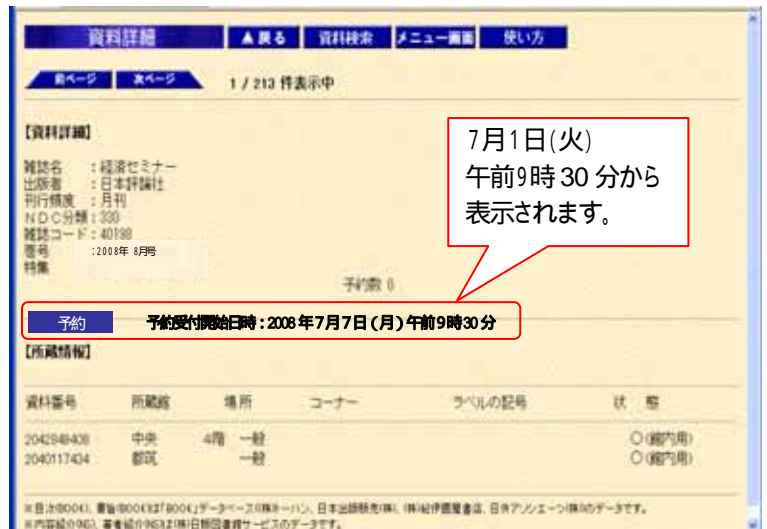 資料詳細 ▲戻る 資料検索 メニュー画面 使い方
前ページ 次ページ 1 / 213 件表示中
【資料詳細】
雑誌名 :経済セミナー
出版者 :日本評論社
刊行頻度 :月刊
NDC分類:330
雑誌コード:40198
巻号 :2008年 8月号
特集
予約数 0
7月1日(火)
午前9時30分から
表示されます。
予約 予約受付開始日時:2008年7月7日(月)午前9時30分
【所蔵情報】
資料番号 所蔵館 場所 コーナー ラベルの記号 状 態
2042949408 中央 4階 一般 〇(館内用)
2040117434 都筑 一般 〇(館内用)